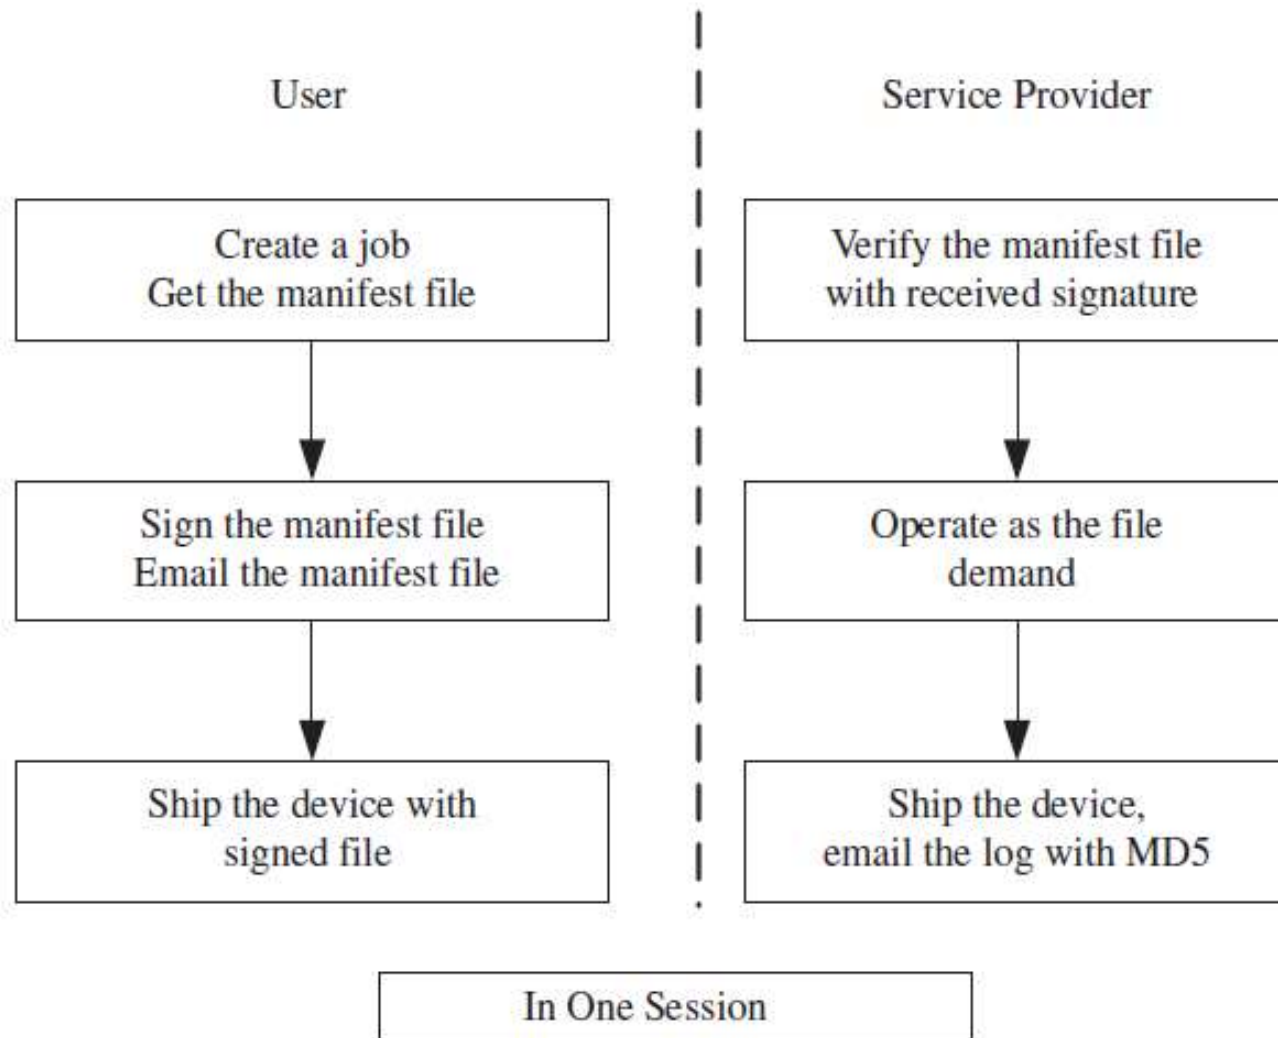 User
Service Provider
Create a job
Get the manifest file
Verify the manifest file
with received signature
Sign the manifest file
Email the manifest file
Operate as the file
demand
Ship the device with
signed file
Ship the device,
email the log with MD5
In One Session